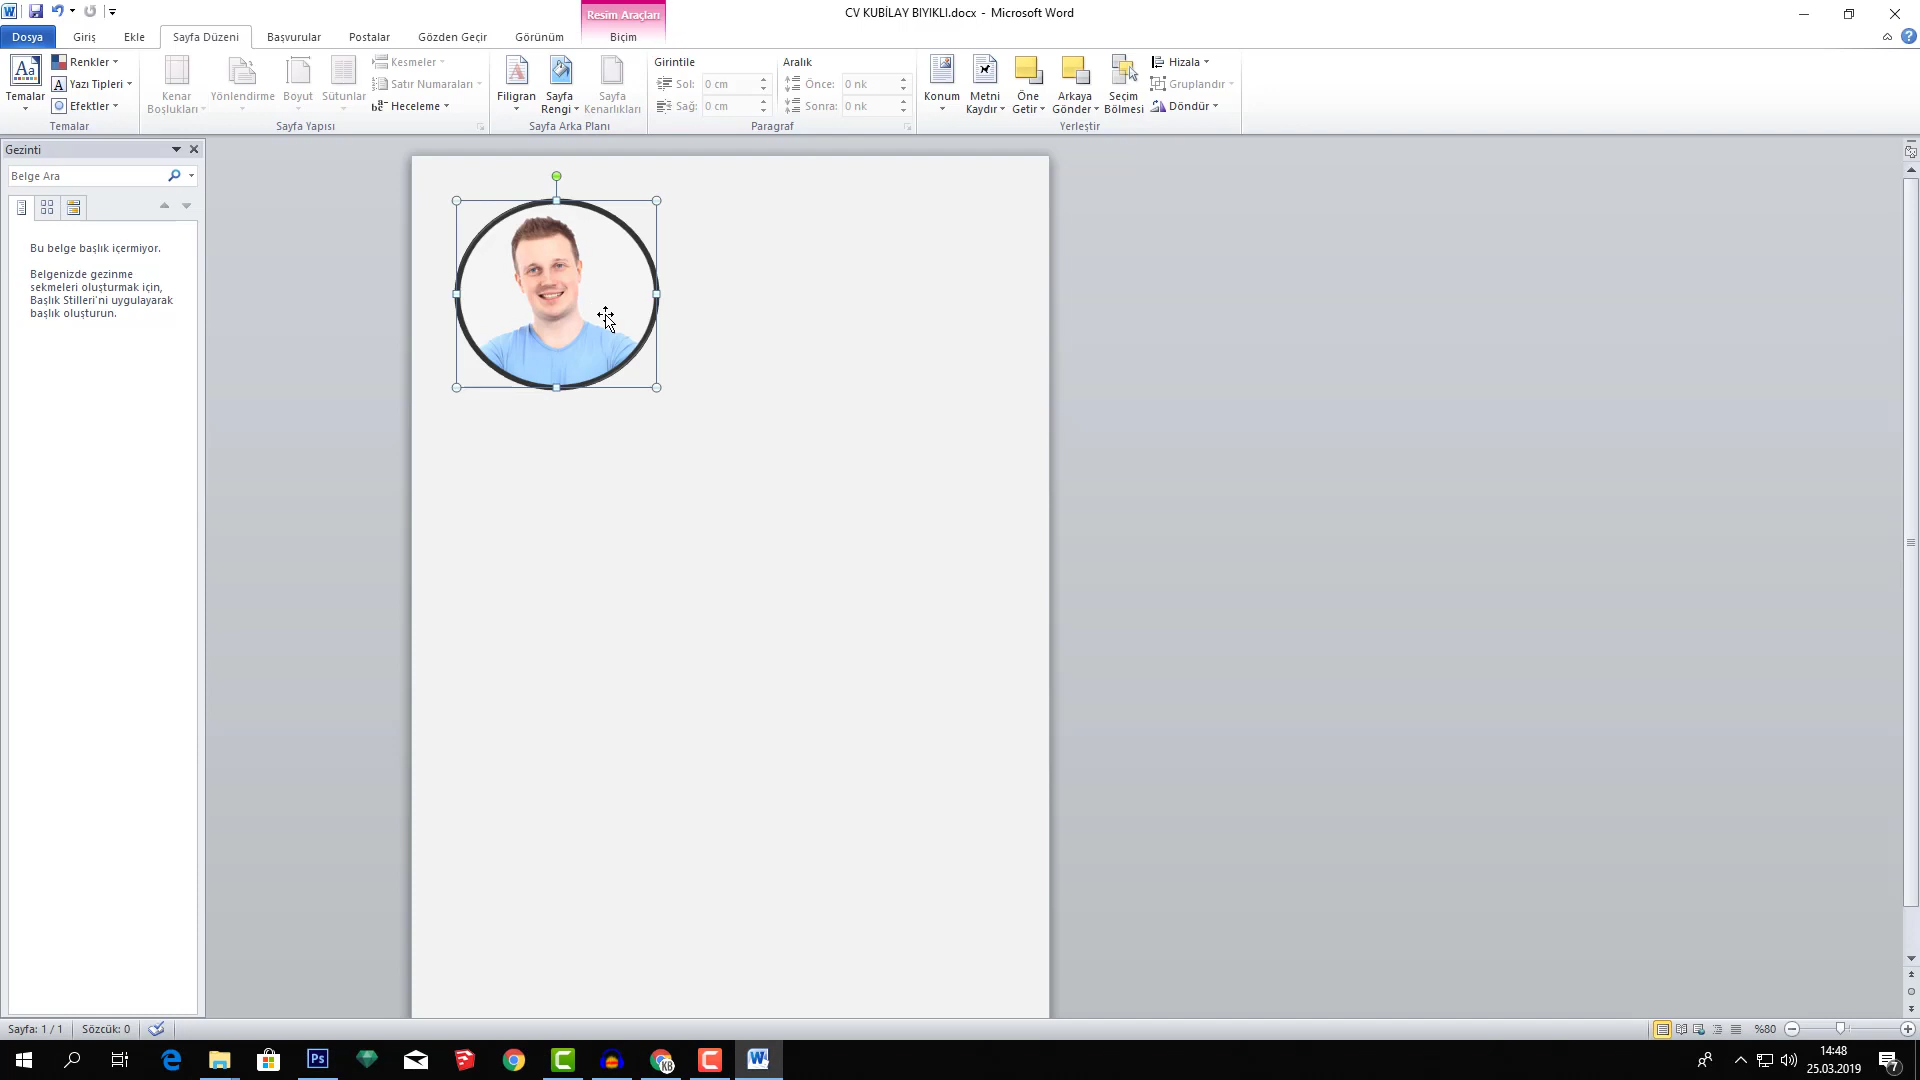 Resim Araçları
CV KUBİLAY BIYIKLI.docx - Microsoft Word
Dosya
Giriş
Ekle
Sayfa Düzeni
Başvurular
Postalar
Gözden Geçir
Görünüm
Biçim
Temalar
Renkler
Yazı Tipleri
Efektler
Temalar
Kenar Boşlukları
Yönlendirme
Boyut
Sütunlar
Kesmeler
Satır Numaraları
Heceleme
Sayfa Yapısı
Filigran
Sayfa Rengi
Sayfa Kenarlıkları
Sayfa Arka Planı
Girintile
Sol: 0 cm
Sağ: 0 cm
Aralık
Önce: 0 nk
Sonra: 0 nk
Paragraf
Konum
Metni Kaydır
Öne Getir
Arkaya Gönder
Seçim Bölmesi
Hizala
Gruplandır
Döndür
Yerleştir
Gezinti
Belge Ara
Bu belge başlık içermiyor.
Belgenizde gezinme
sekmeleri oluşturmak için,
Başlık Stilleri'ni uygulayarak
başlık oluşturun.
Sayfa: 1 / 1
Sözcük: 0
%80
Ps
KB
14:48
25.03.2019
7